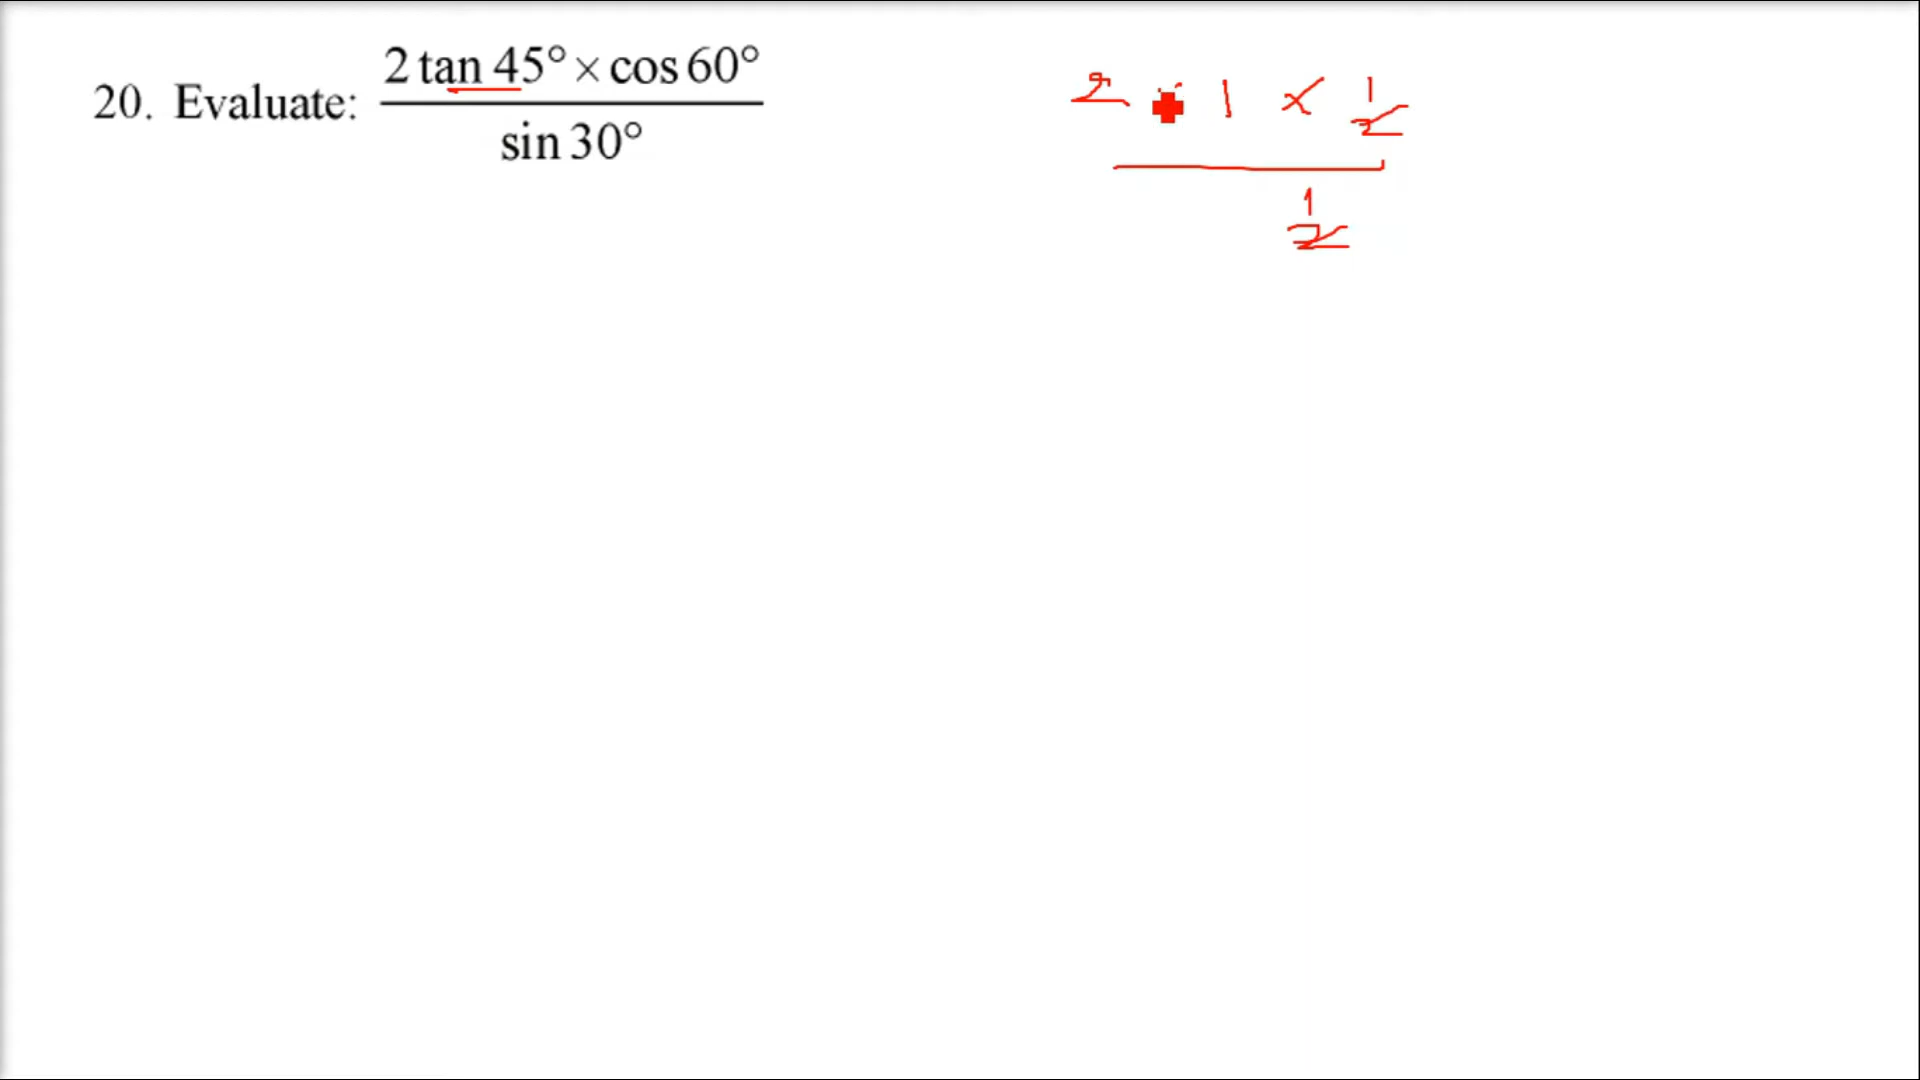 20. Evaluate: 2 tan 45° × cos 60°
sin 30°
2 × 1 × 1/2
1/2